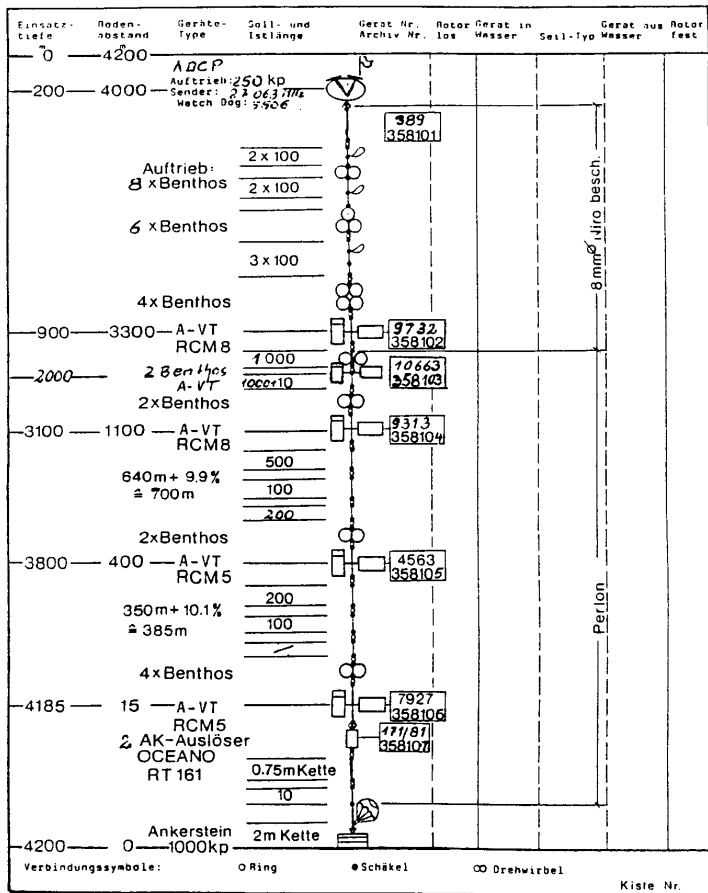 Einsatz- Boden- Geräte- Soll- und Gerät Nr. Rotor Gerät in Gerät aus Rotor
tiefe abstand Type Istlänge Archiv Nr. los Wasser Seil-Typ Wasser fest
m m
0 4200
ADCP
Auftrieb: 250 kp
200 4000 Sender: 27.063 MHz
Watch Dog: 5506
389
358101
2 x 100
Auftrieb:
8 x Benthos 2 x 100
6 x Benthos
3 x 100
8mm Ø Niro besch.
4x Benthos
900 3300 A-VT 9732
RCM8 358102
1000
2000 2 Benthos 10663
A-VT 1000+10 358103
2xBenthos
3100 1100 A-VT 9313
RCM8 358104
500
640m + 9.9%
≙ 700m 100
200
2xBenthos
3800 400 A-VT 4563
RCM5 358105
200
350m + 10.1%
≙ 385m 100
Perlon
4xBenthos
4185 15 A-VT 7927
RCM5 358106
2 AK-Auslöser 171/81
OCEANO 358107
RT 161 0.75m Kette
10
Ankerstein 2m Kette
4200 0 1000kp
Verbindungssymbole: Ring Schäkel Drehwirbel
Kiste Nr.